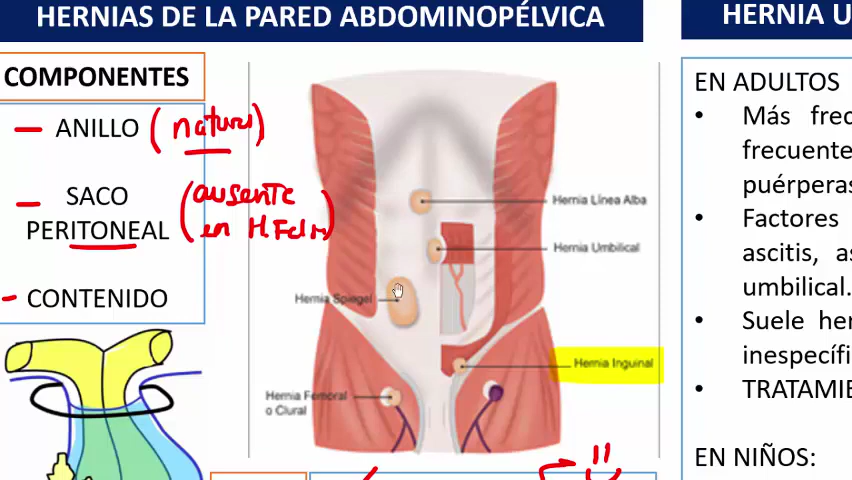 HERNIAS DE LA PARED ABDOMINOPÉLVICA
HERNIA U
COMPONENTES
ANILLO (natural)
SACO
PERITONEAL
(ausente
en
CONTENIDO
Hernia Línea Alba
Hernia Umbilical
Hernia Spiegel
Hernia Inguinal
Hernia Femoral
o Clural
EN ADULTOS
• Más frec
frecuente
puérperas
• Factores
ascitis, as
umbilical.
• Suele her
inespecífi
• TRATAMIE
EN NIÑOS: